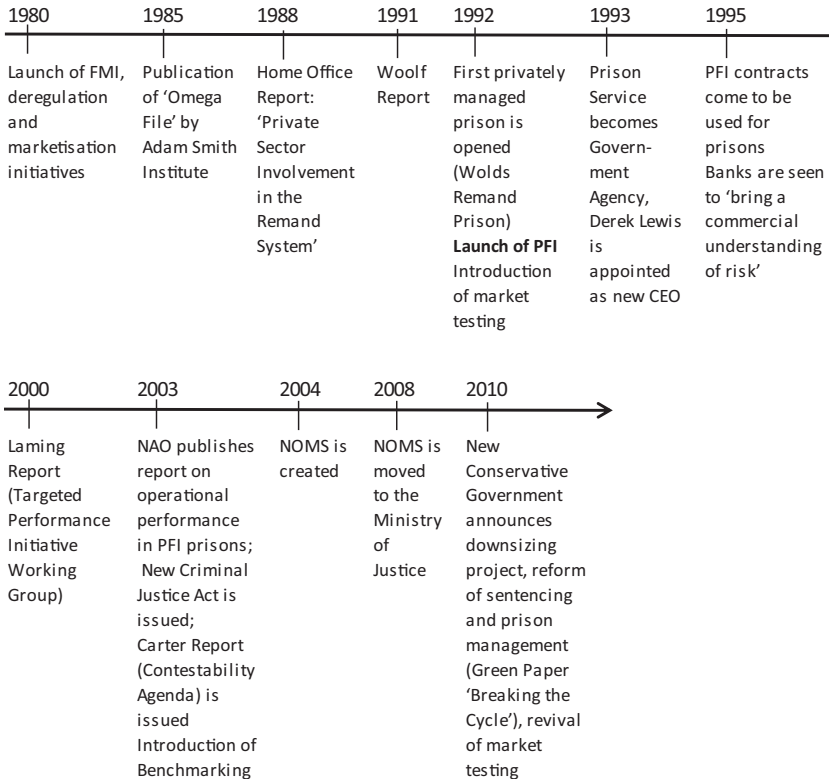 1980 1985 1988 1991 1992 1993 1995
Launch of FMI,
deregulation
and
marketisation
initiatives
Publication
of ‘Omega
File’ by
Adam Smith
Institute
Home Office
Report:
‘Private
Sector
Involvement
in the
Remand
System’
Woolf
Report
First privately
managed
prison is
opened
(Wolds
Remand
Prison)
Launch of PFI
Introduction
of market
testing
Prison
Service
becomes
Govern-
ment
Agency,
Derek Lewis
is
appointed
as new CEO
PFI contracts
come to be
used for
prisons
Banks are seen
to ‘bring a
commercial
understanding
of risk’
2000 2003 2004 2008 2010
Laming
Report
(Targeted
Performance
Initiative
Working
Group)
NAO publishes
report on
operational
performance
in PFI prisons;
New Criminal
Justice Act is
issued;
Carter Report
(Contestability
Agenda) is
issued
Introduction of
Benchmarking
NOMS is
created
NOMS is
moved
to the
Ministry
of
Justice
New
Conservative
Government
announces
downsizing
project, reform
of sentencing
and prison
management
(Green Paper
‘Breaking the
Cycle’), revival
of market
testing